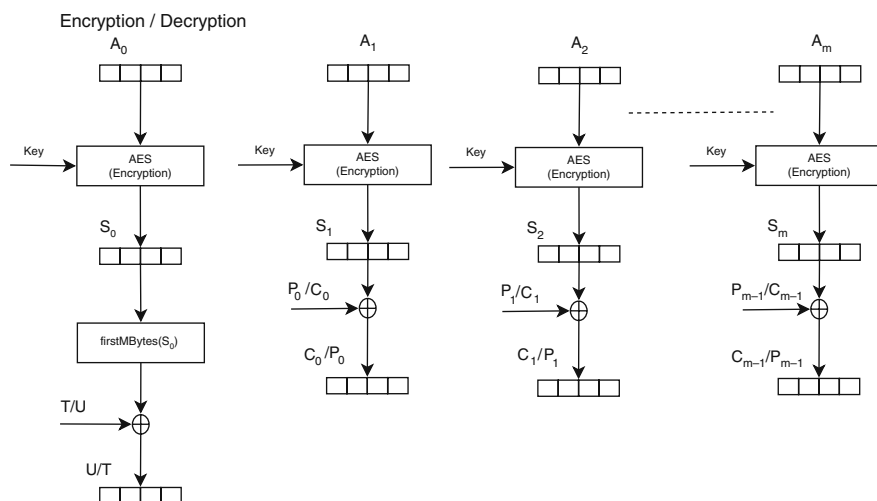 Encryption / Decryption
A₀
A₁
A₂
Aₘ
Key
AES
(Encryption)
Key
AES
(Encryption)
Key
AES
(Encryption)
Key
AES
(Encryption)
S₀
S₁
S₂
Sₘ
P₀/C₀
P₁/C₁
Pₘ₋₁/Cₘ₋₁
firstMBytes(S₀)
C₀/P₀
C₁/P₁
Cₘ₋₁/Pₘ₋₁
T/U
U/T